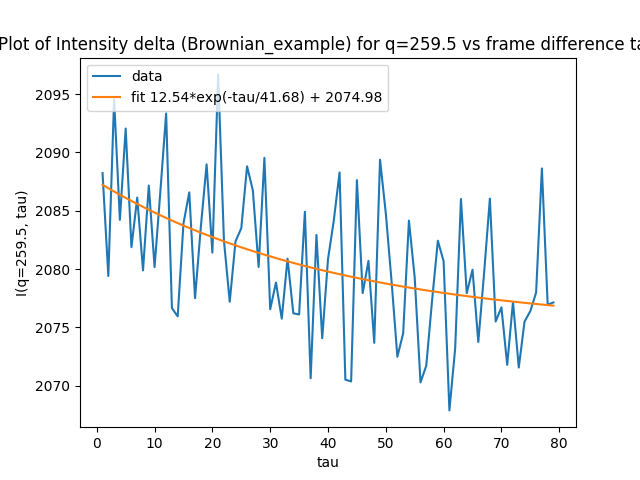 Plot of Intensity delta (Brownian_example) for q=259.5 vs frame difference ta
data
fit 12.54*exp(-tau/41.68) + 2074.98
I(q=259.5, tau)
2095
2090
2085
2080
2075
2070
0 10 20 30 40 50 60 70 80
tau